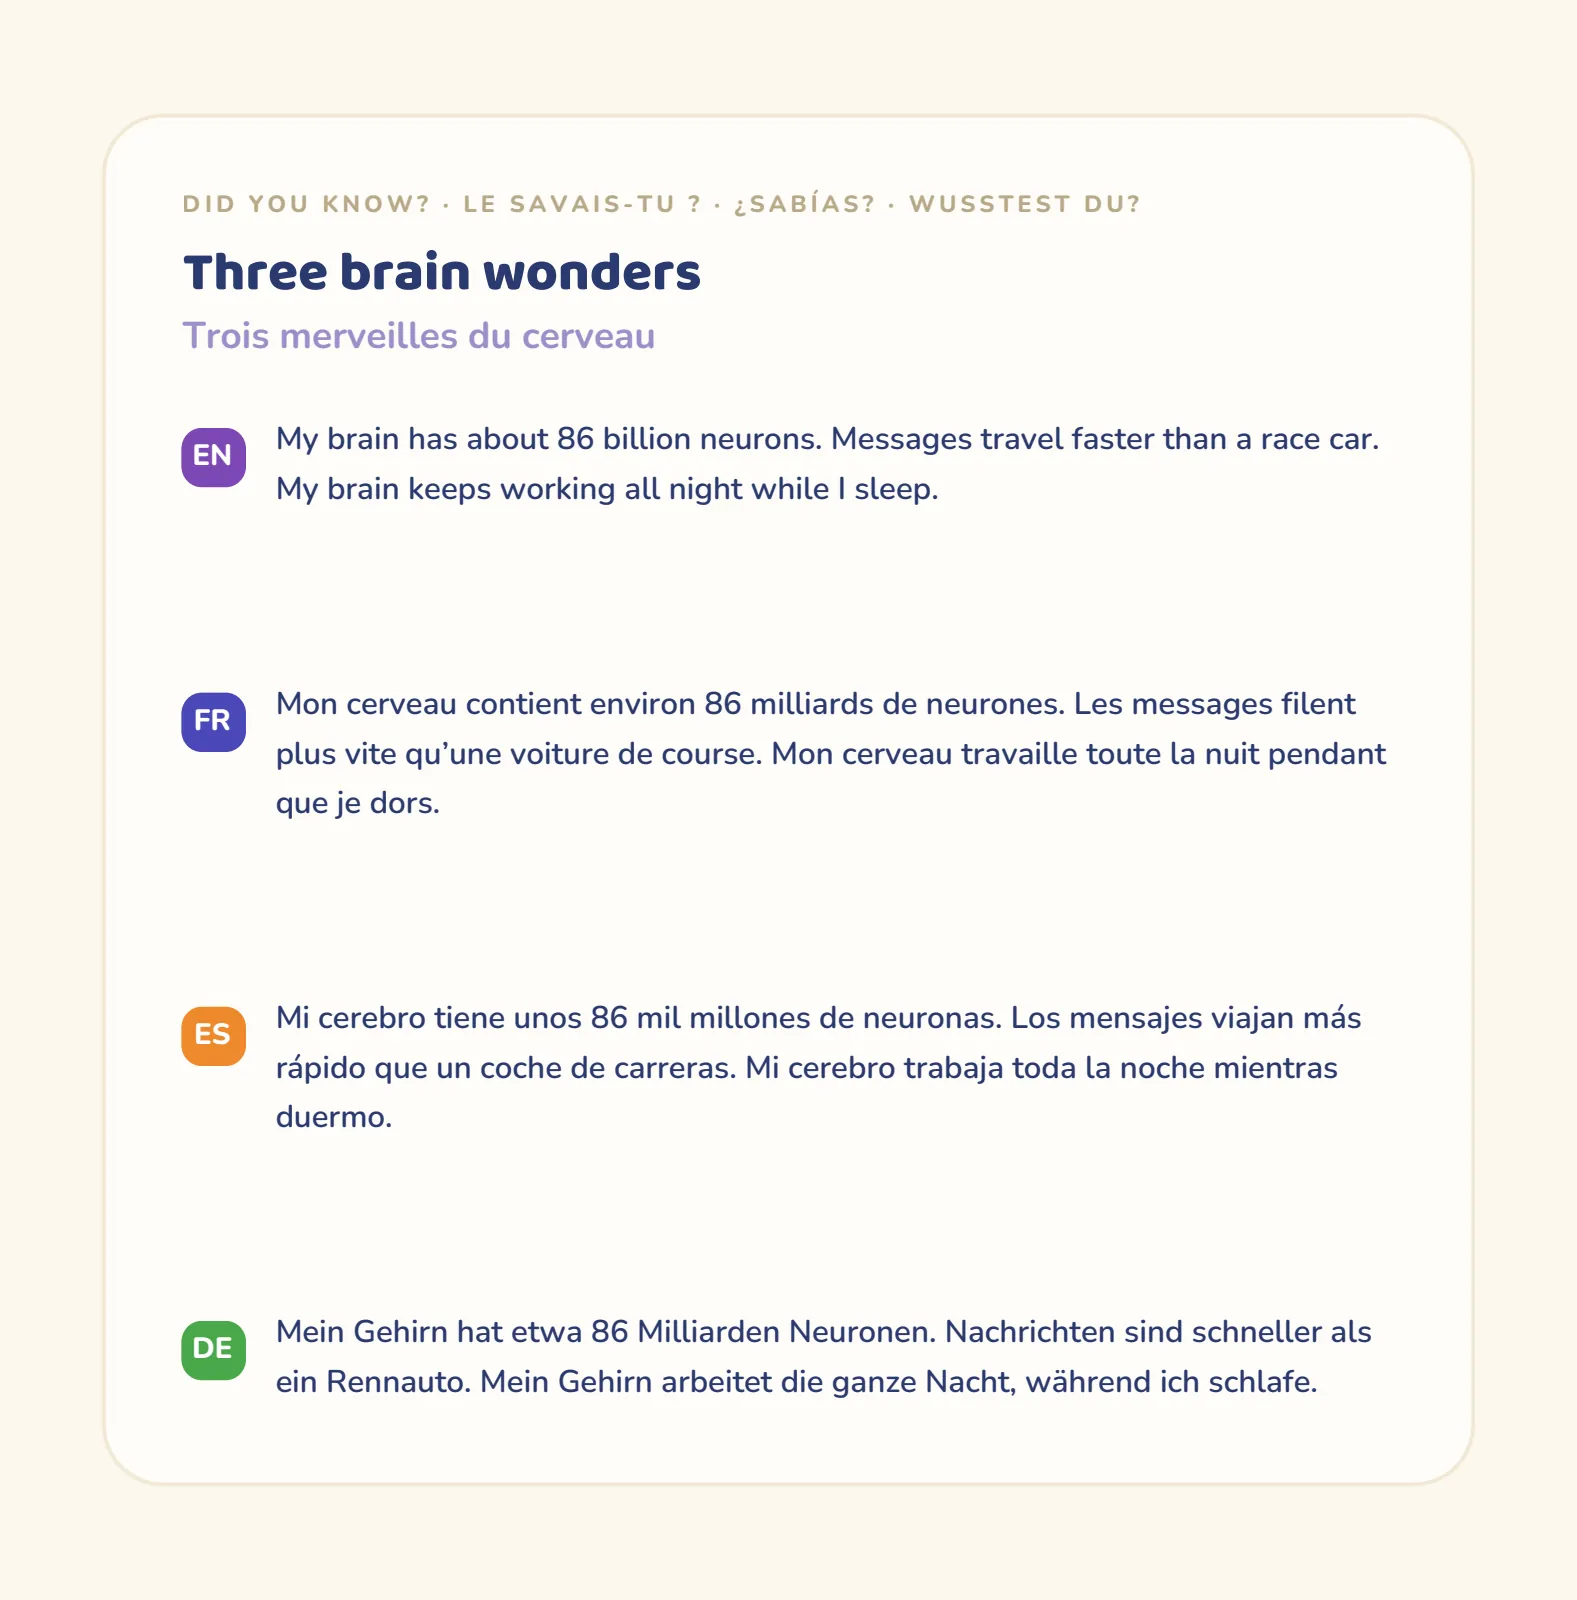 DID YOU KNOW? · LE SAVAIS-TU ? · ¿SABÍAS? · WUSSTEST DU?
Three brain wonders
Trois merveilles du cerveau
EN
My brain has about 86 billion neurons. Messages travel faster than a race car.
My brain keeps working all night while I sleep.
FR
Mon cerveau contient environ 86 milliards de neurones. Les messages filent
plus vite qu’une voiture de course. Mon cerveau travaille toute la nuit pendant
que je dors.
ES
Mi cerebro tiene unos 86 mil millones de neuronas. Los mensajes viajan más
rápido que un coche de carreras. Mi cerebro trabaja toda la noche mientras
duermo.
DE
Mein Gehirn hat etwa 86 Milliarden Neuronen. Nachrichten sind schneller als
ein Rennauto. Mein Gehirn arbeitet die ganze Nacht, während ich schlafe.